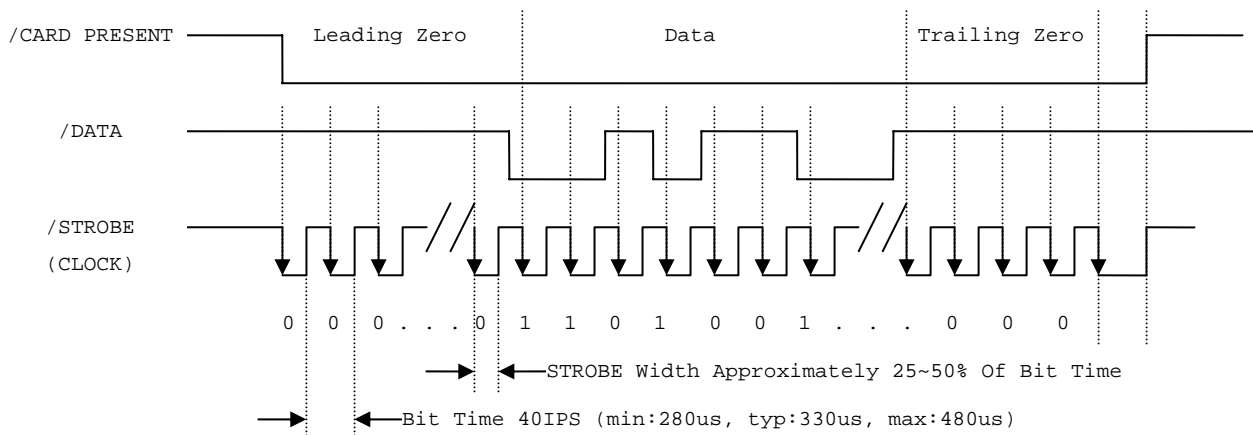 /CARD PRESENT Leading Zero Data Trailing Zero
/DATA
/STROBE
(CLOCK)
0 0 0 . . . 0 1 1 0 1 0 0 1 . . . 0 0 0
STROBE Width Approximately 25~50% Of Bit Time
Bit Time 40IPS (min:280us, typ:330us, max:480us)